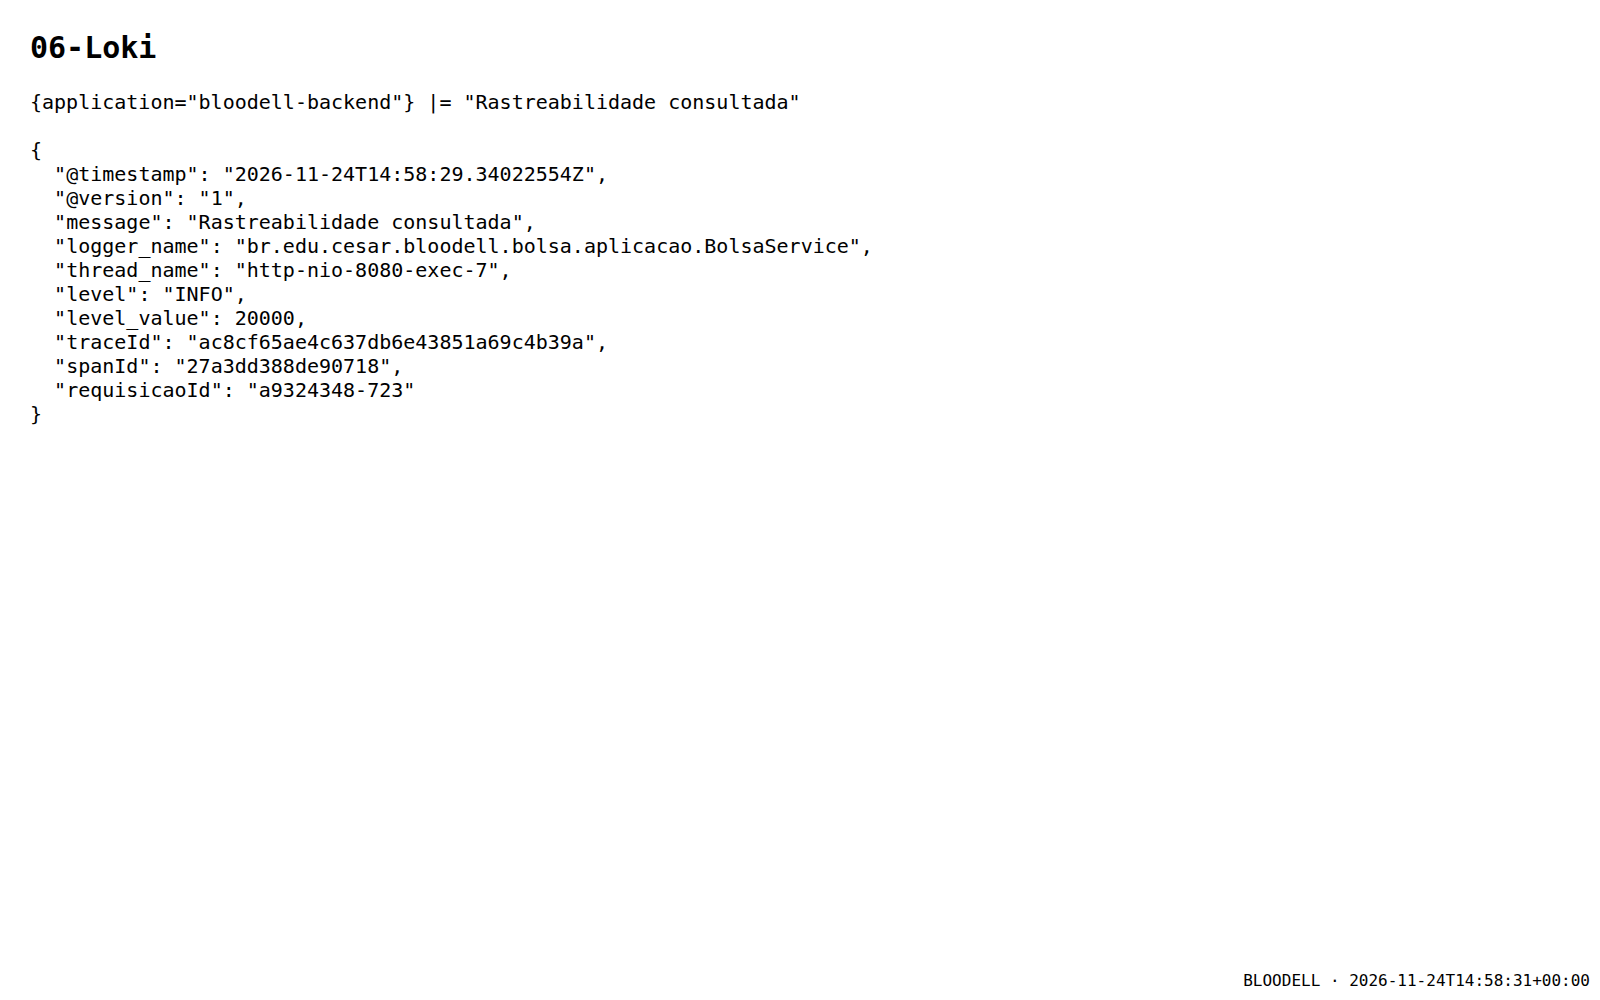 06-Loki
{application="bloodell-backend"} |= "Rastreabilidade consultada"
{
  "@timestamp": "2026-11-24T14:58:29.34022554Z",
  "@version": "1",
  "message": "Rastreabilidade consultada",
  "logger_name": "br.edu.cesar.bloodell.bolsa.aplicacao.BolsaService",
  "thread_name": "http-nio-8080-exec-7",
  "level": "INFO",
  "level_value": 20000,
  "traceId": "ac8cf65ae4c637db6e43851a69c4b39a",
  "spanId": "27a3dd388de90718",
  "requisicaoId": "a9324348-723"
}
BLOODELL · 2026-11-24T14:58:31+00:00